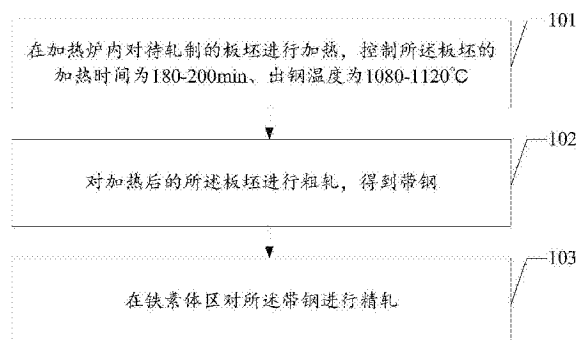 101
在加热炉内对待轧制的板坯进行加热，控制所述板坯的
加热时间为180-200min、出钢温度为1080-1120℃
102
对加热后的所述板坯进行粗轧，得到带钢
103
在铁素体区对所述带钢进行精轧